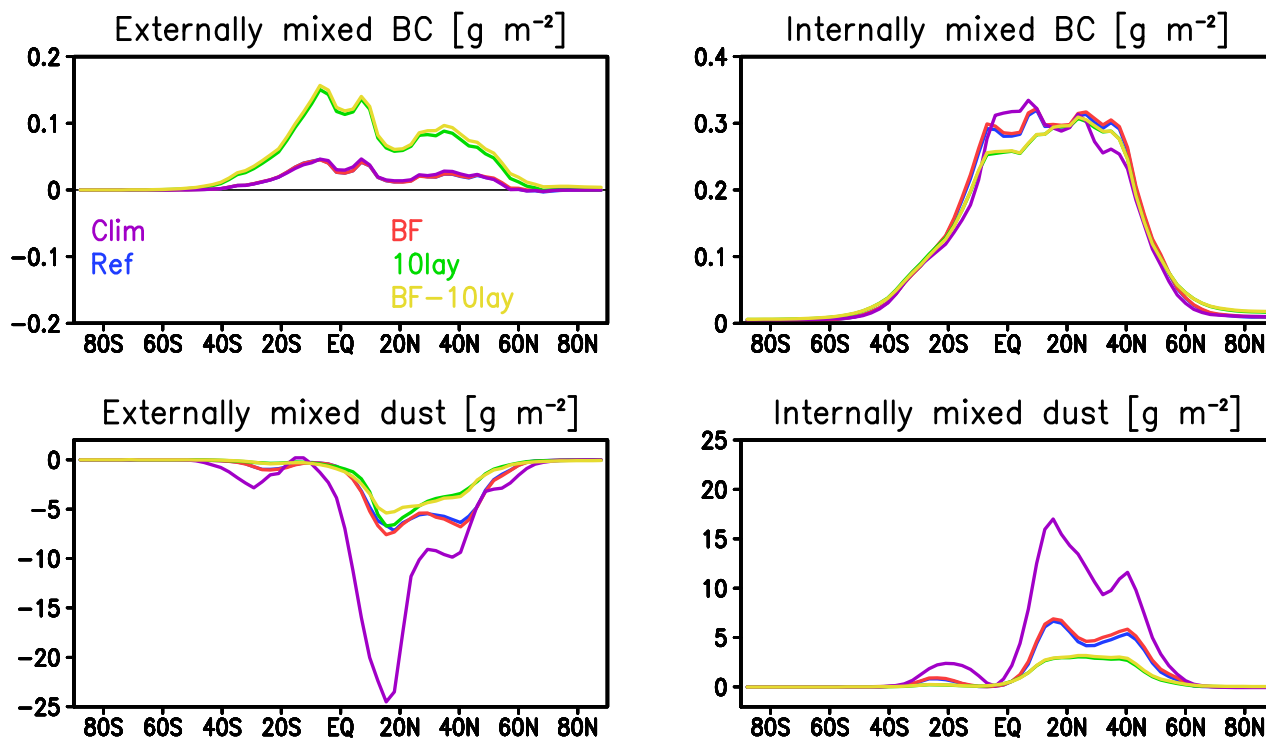 Externally mixed BC [g m⁻²]
0.2
0.1
0
−0.1
−0.2
Clim
Ref
BF
10lay
BF−10lay
80S 60S 40S 20S EQ 20N 40N 60N 80N
Internally mixed BC [g m⁻²]
0.4
0.3
0.2
0.1
0
80S 60S 40S 20S EQ 20N 40N 60N 80N
Externally mixed dust [g m⁻²]
0
−5
−10
−15
−20
−25
80S 60S 40S 20S EQ 20N 40N 60N 80N
Internally mixed dust [g m⁻²]
25
20
15
10
5
0
80S 60S 40S 20S EQ 20N 40N 60N 80N